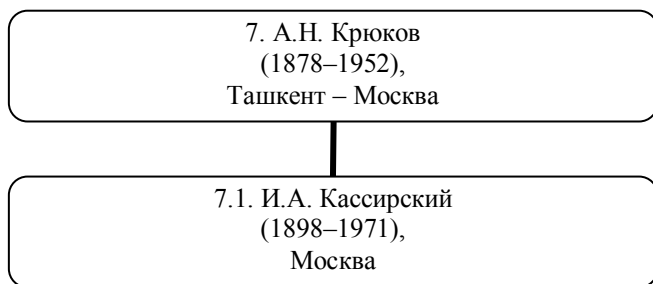 7. А.Н. Крюков
(1878–1952),
Ташкент – Москва
7.1. И.А. Кассирский
(1898–1971),
Москва